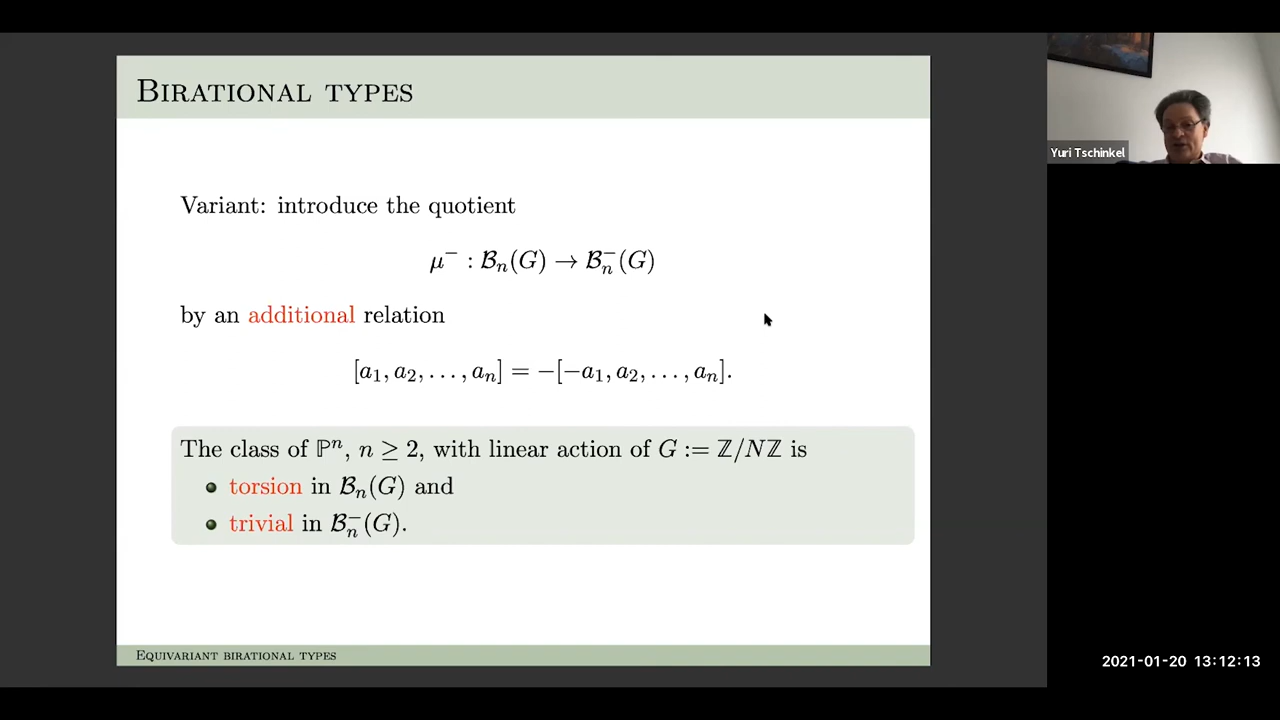 Birational types
Variant: introduce the quotient
μ⁻ : 𝓑ₙ(G) → 𝓑ₙ⁻(G)
by an additional relation
[a₁, a₂, . . . , aₙ] = −[−a₁, a₂, . . . , aₙ].
The class of ℙⁿ, n ≥ 2, with linear action of G := ℤ/Nℤ is
torsion in 𝓑ₙ(G) and
trivial in 𝓑ₙ⁻(G).
Equivariant birational types
Yuri Tschinkel
2021-01-20 13:12:13